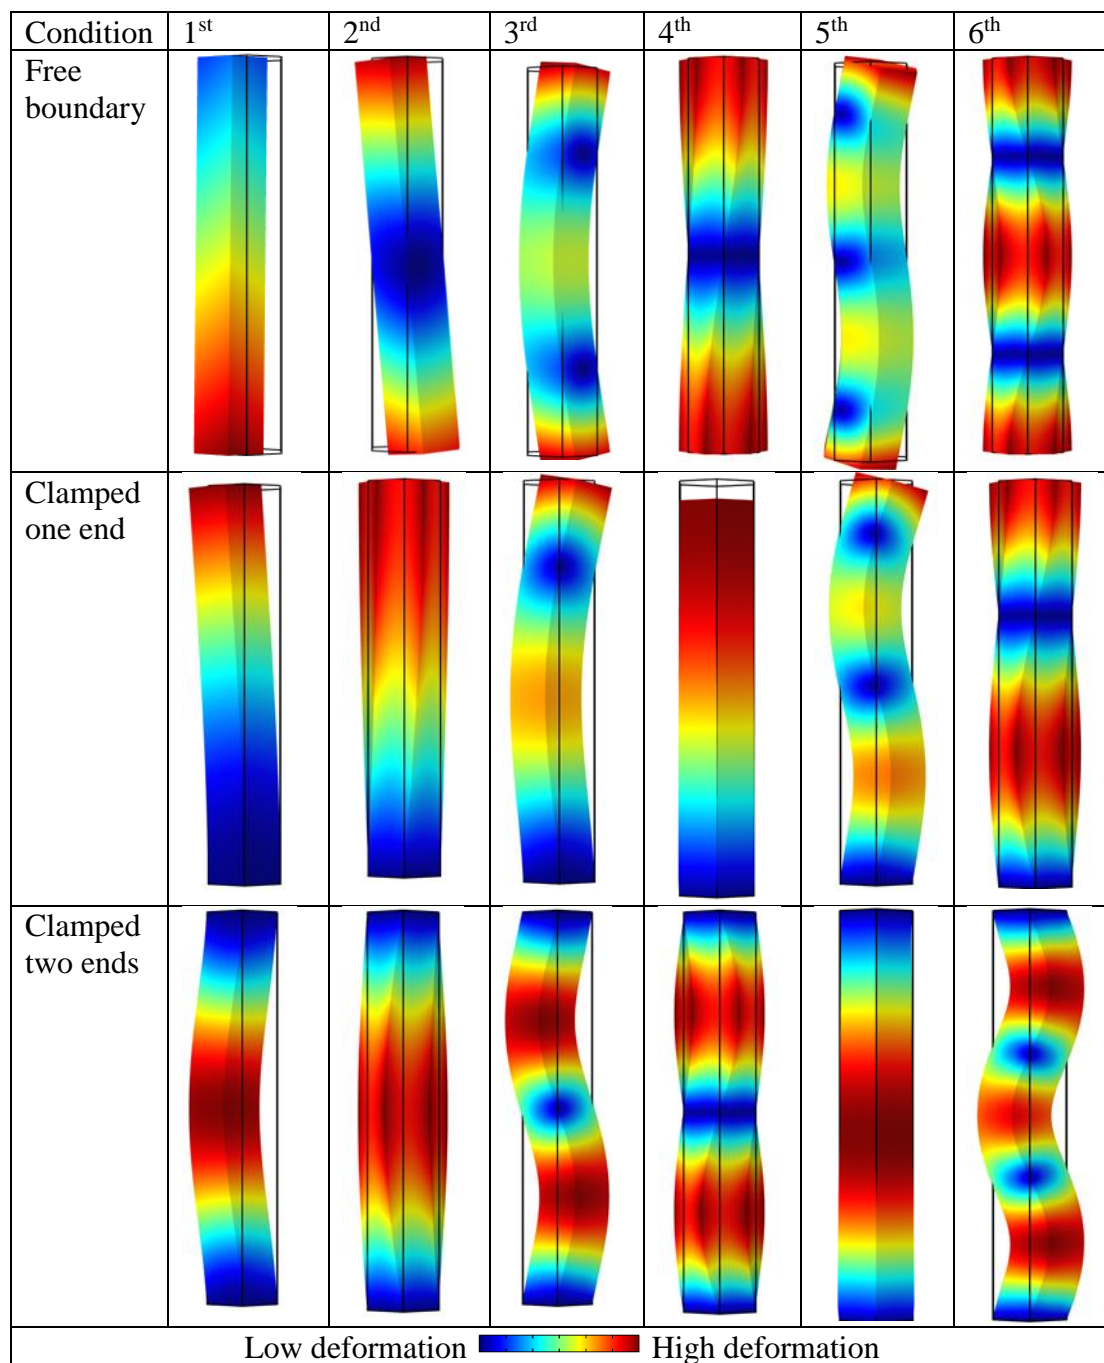 Condition 1st 2nd 3rd 4th 5th 6th
Free
boundary
Clamped
one end
Clamped
two ends
Low deformation High deformation